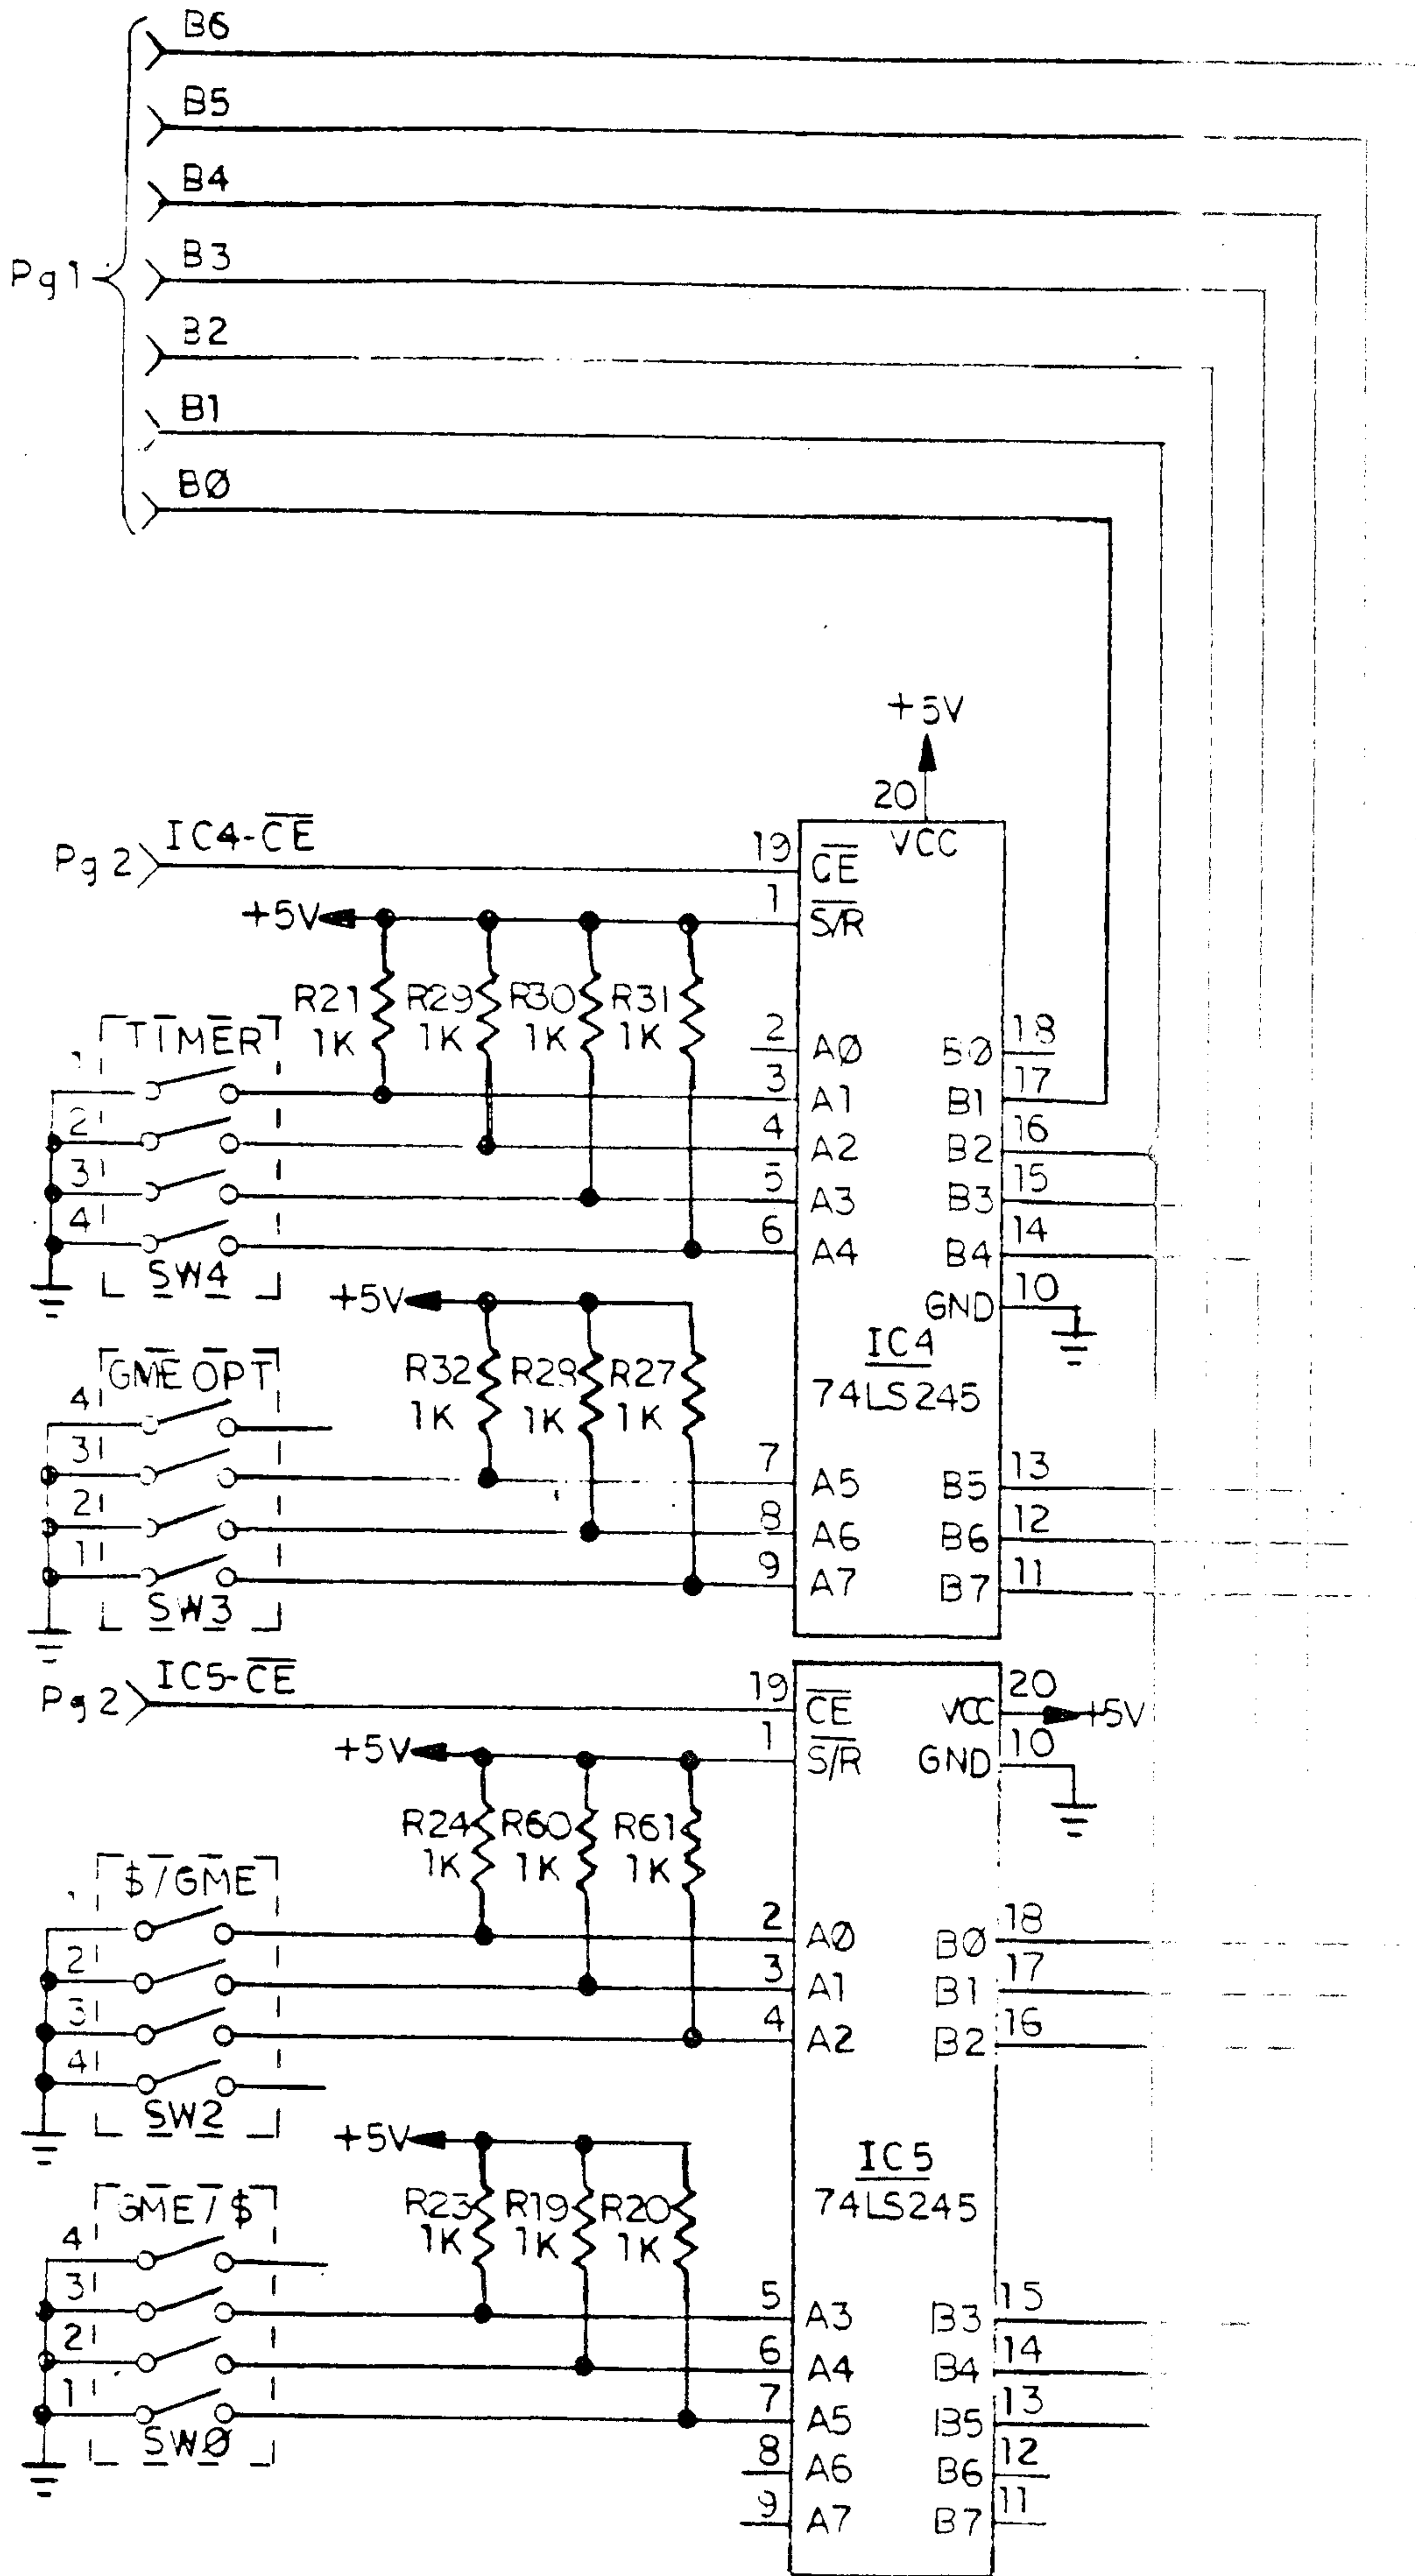 B6
B5
B4
Pg1
B3
B2
B1
BØ
+5V
20
VCC
Pg 2
IC4-CE
19
CE
1
S/R
+5V
R21
1K
R29
1K
R30
1K
R31
1K
TIMER
1
2
3
4
SW4
2
AØ
BØ
18
3
A1
B1
17
4
A2
B2
16
5
A3
B3
15
6
A4
B4
14
GND
10
+5V
IC4
74LS245
R32
1K
R28
1K
R27
1K
GME OPT
4
3
2
1
SW3
7
A5
B5
13
8
A6
B6
12
9
A7
B7
11
Pg 2
IC5-CE
19
CE
VCC
20
+5V
1
S/R
GND
10
+5V
R24
1K
R60
1K
R61
1K
$/GME
1
2
3
4
SW2
2
AØ
BØ
18
3
A1
B1
17
4
A2
B2
16
+5V
IC5
74LS245
R23
1K
R19
1K
R20
1K
GME/$
4
3
2
1
SWØ
5
A3
B3
15
6
A4
B4
14
7
A5
B5
13
8
A6
B6
12
9
A7
B7
11